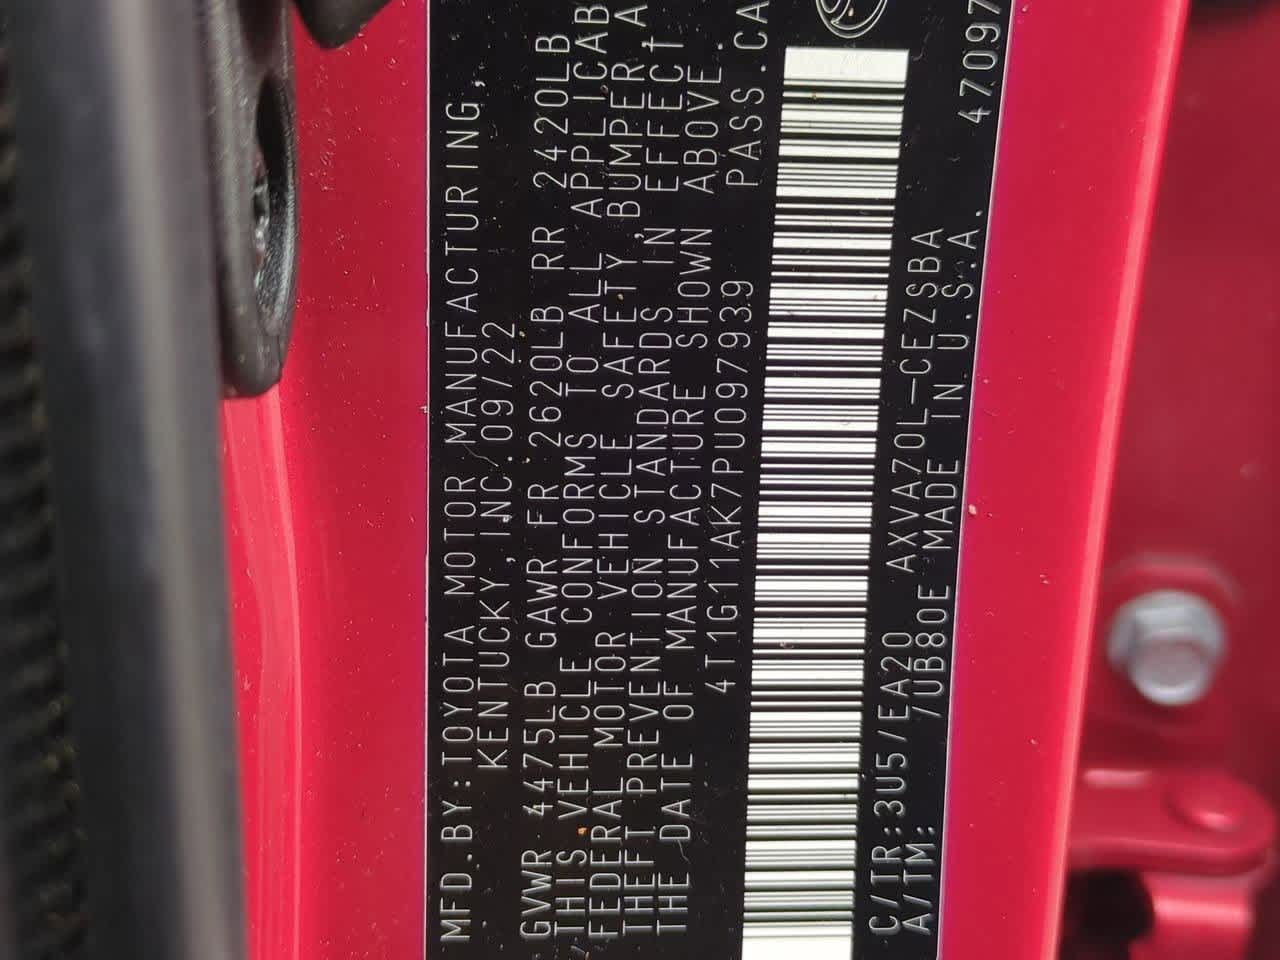 MFD.BY:TOYOTA MOTOR MANUFACTURING,
KENTUCKY,INC.09/22
GVWR 4475LB GAWR FR 2620LB RR 2420LB
THIS VEHICLE CONFORMS TO ALL APPLICAB
FEDERAL MOTOR VEHICLE SAFETY,BUMPER A
THEFT PREVENTION STANDARDS IN EFFECT
THE DATE OF MANUFACTURE SHOWN ABOVE.
4T1G11AK7PU097939 PASS.CA
C/TR:3U5/EA20 AXVA70L-CEZSBA
A/TM: /UB80E MADE IN U.S.A. 47097